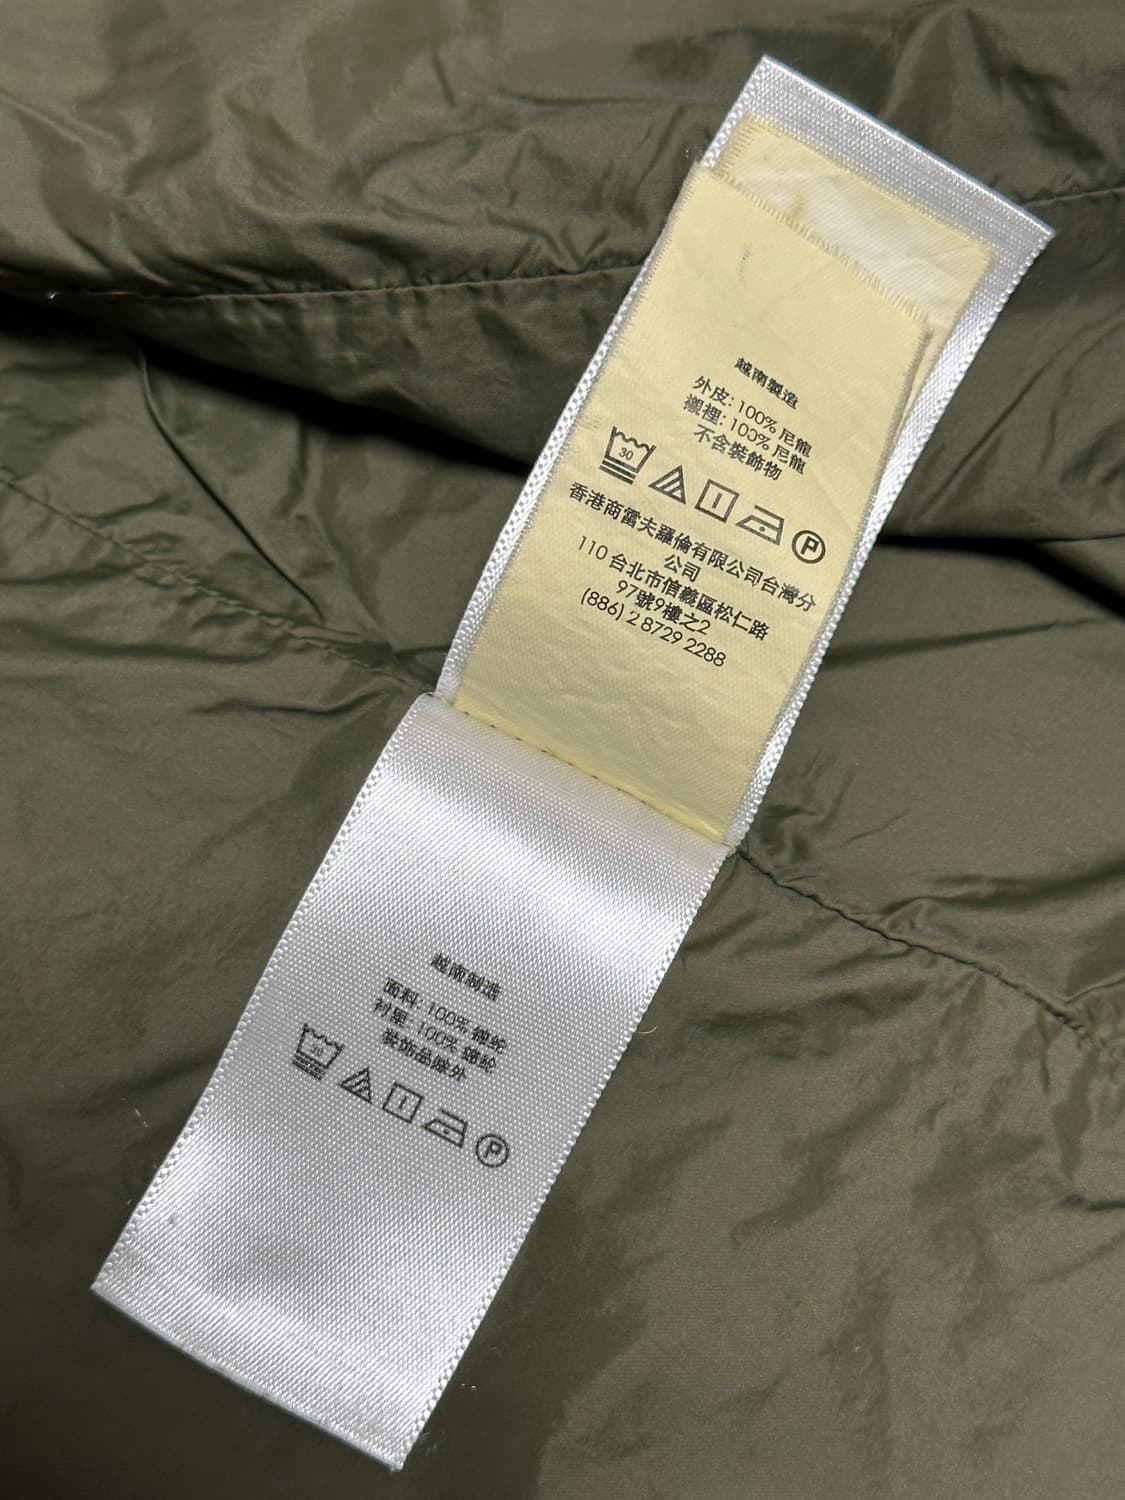 越南製造
外皮: 100% 尼龍
襯裡: 100% 尼龍
不含裝飾物
30
香港商雷夫羅倫有限公司台灣分
公司
110 台北市信義區松仁路
97號9樓之2
(886) 2 8729 2288
P
越南制造
面料: 100% 锦纶
衬里: 100% 锦纶
装饰品除外
30
P